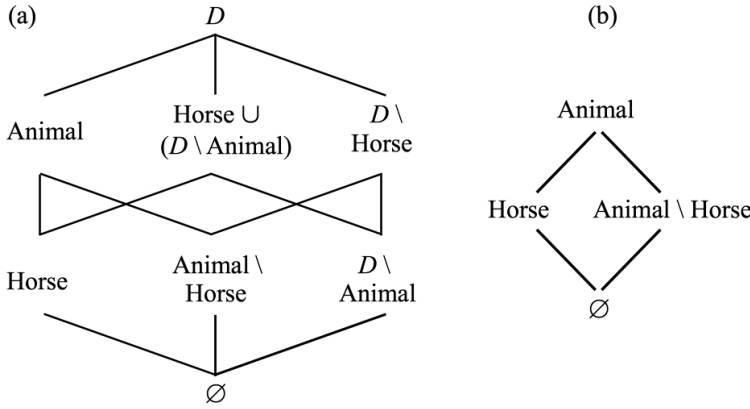 (a)
D
Animal
Horse ∪
(D \ Animal)
D \
Horse
Horse
Animal \
Horse
D \
Animal
∅
(b)
Animal
Horse
Animal \ Horse
∅